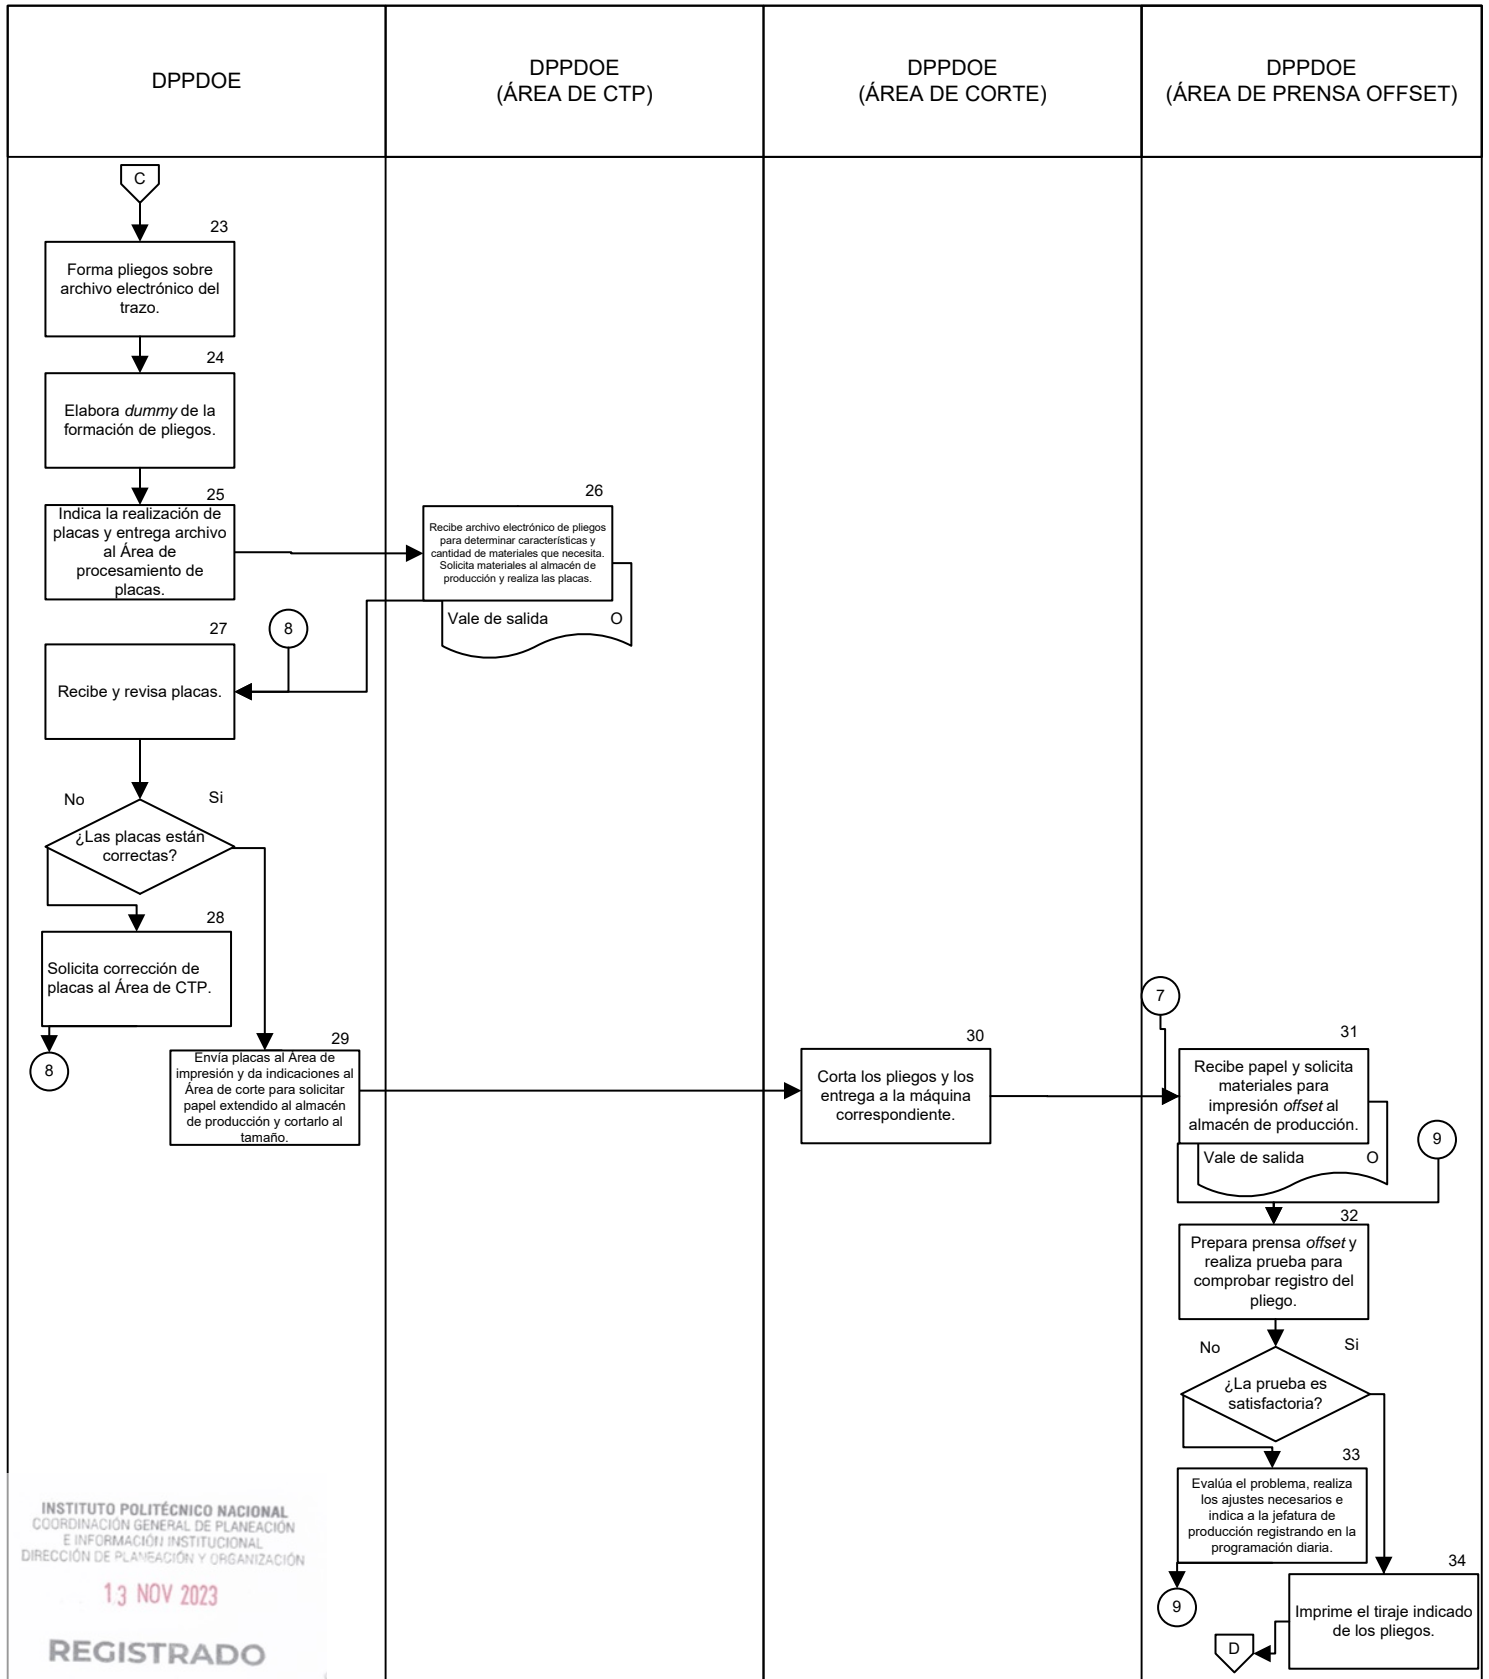 DPPDOE
DPPDOE
(ÁREA DE CTP)
DPPDOE
(ÁREA DE CORTE)
DPPDOE
(ÁREA DE PRENSA OFFSET)
C
23
Forma pliegos sobre
archivo electrónico del
trazo.
24
Elabora dummy de la
formación de pliegos.
25
Indica la realización de
placas y entrega archivo
al Área de
procesamiento de
placas.
26
Recibe archivo electrónico de pliegos
para determinar características y
cantidad de materiales que necesita.
Solicita materiales al almacén de
producción y realiza las placas.
Vale de salida O
27
8
Recibe y revisa placas.
No Si
¿Las placas están
correctas?
28
Solicita corrección de
placas al Área de CTP.
8
29
Envía placas al Área de
impresión y da indicaciones al
Área de corte para solicitar
papel extendido al almacén
de producción y cortarlo al
tamaño.
30
Corta los pliegos y los
entrega a la máquina
correspondiente.
7
31
Recibe papel y solicita
materiales para
impresión offset al
almacén de producción.
Vale de salida O
9
32
Prepara prensa offset y
realiza prueba para
comprobar registro del
pliego.
No Si
¿La prueba es
satisfactoria?
33
Evalúa el problema, realiza
los ajustes necesarios e
indica a la jefatura de
producción registrando en la
programación diaria.
9
34
Imprime el tiraje indicado
de los pliegos.
D
INSTITUTO POLITÉCNICO NACIONAL
COORDINACIÓN GENERAL DE PLANEACIÓN
E INFORMACIÓN INSTITUCIONAL
DIRECCIÓN DE PLANEACIÓN Y ORGANIZACIÓN
13 NOV 2023
REGISTRADO